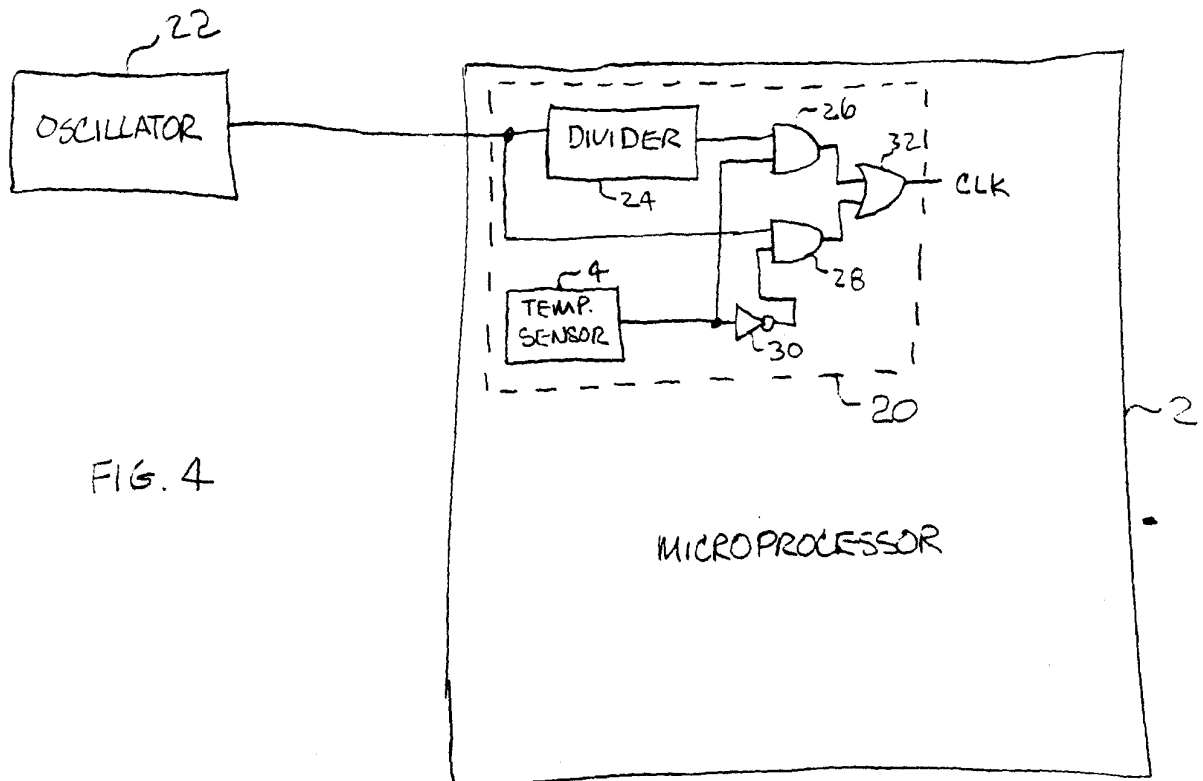 22
OSCILLATOR
DIVIDER
24
26
32
CLK
28
4
TEMP.
SENSOR
30
20
2
FIG. 4
MICROPROCESSOR